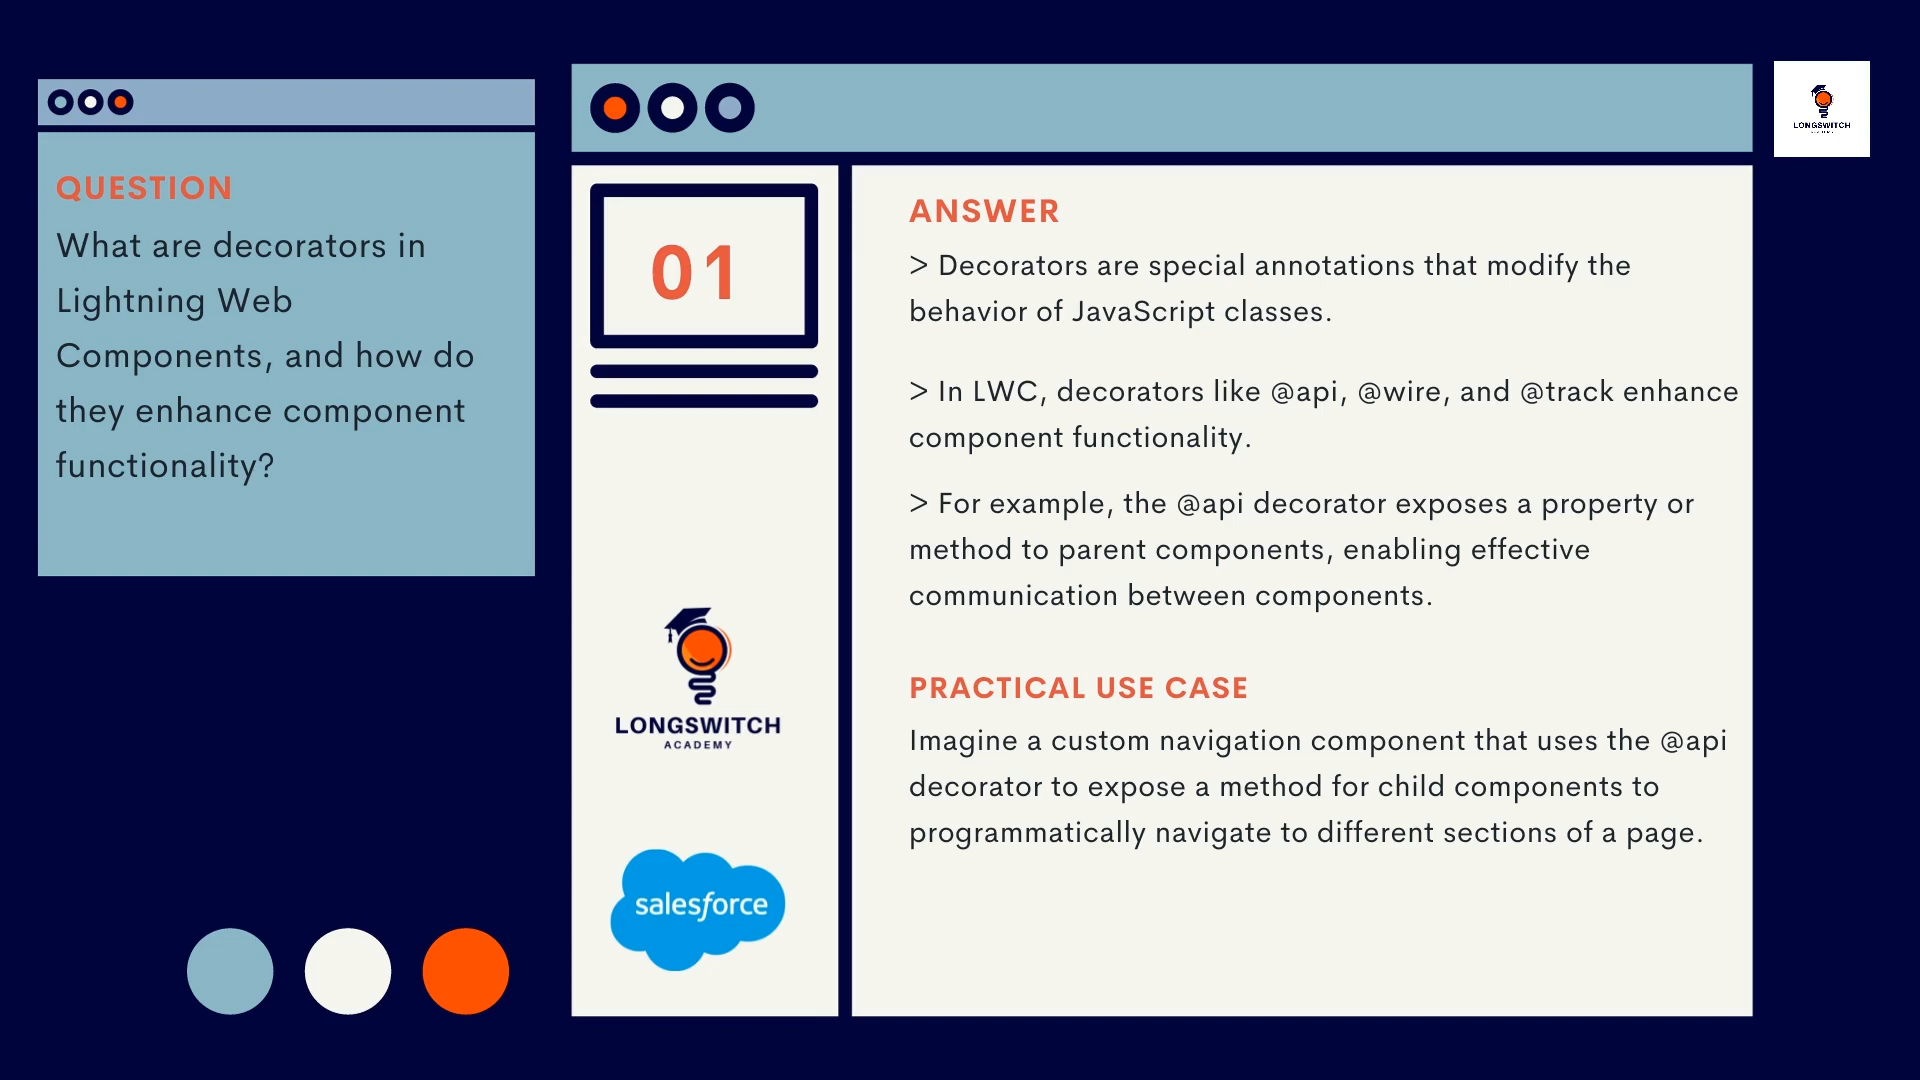 QUESTION
What are decorators in
Lightning Web
Components, and how do
they enhance component
functionality?
01
LONGSWITCH
ACADEMY
salesforce
ANSWER
> Decorators are special annotations that modify the
behavior of JavaScript classes.
> In LWC, decorators like @api, @wire, and @track enhance
component functionality.
> For example, the @api decorator exposes a property or
method to parent components, enabling effective
communication between components.
PRACTICAL USE CASE
Imagine a custom navigation component that uses the @api
decorator to expose a method for child components to
programmatically navigate to different sections of a page.
LONGSWITCH